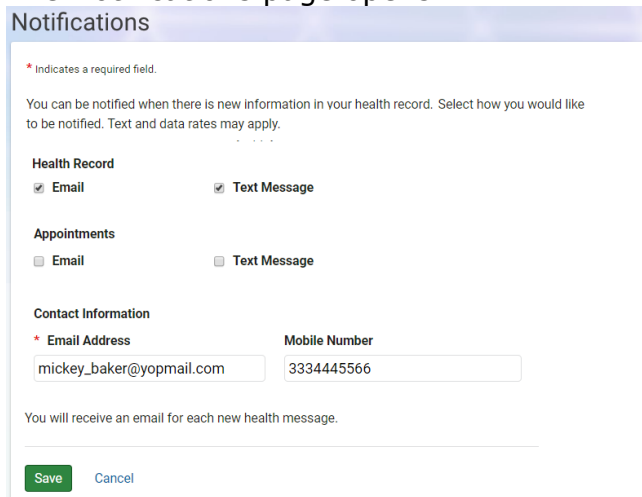 Notifications
* Indicates a required field.
You can be notified when there is new information in your health record. Select how you would like
to be notified. Text and data rates may apply.
Health Record
Email Text Message
Appointments
Email Text Message
Contact Information
* Email Address Mobile Number
mickey_baker@yopmail.com 3334445566
You will receive an email for each new health message.
Save Cancel